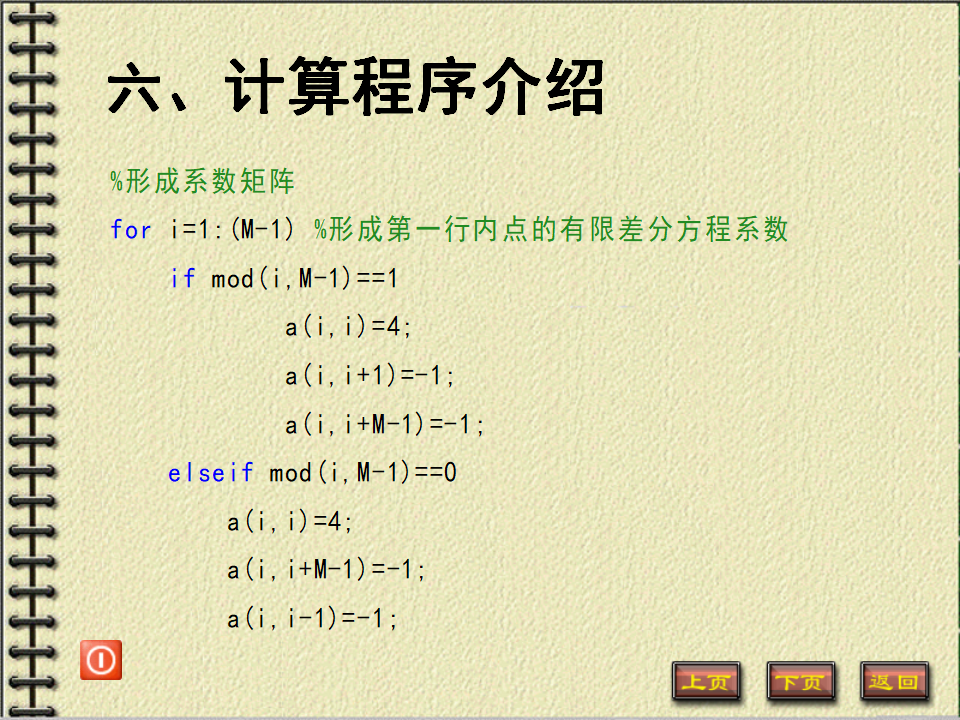 六、计算程序介绍
%形成系数矩阵
for i=1:(M-1) %形成第一行内点的有限差分方程系数
if mod(i,M-1)==1
a(i,i)=4;
a(i,i+1)=-1;
a(i,i+M-1)=-1;
elseif mod(i,M-1)==0
a(i,i)=4;
a(i,i+M-1)=-1;
a(i,i-1)=-1;
上页 下页 返回